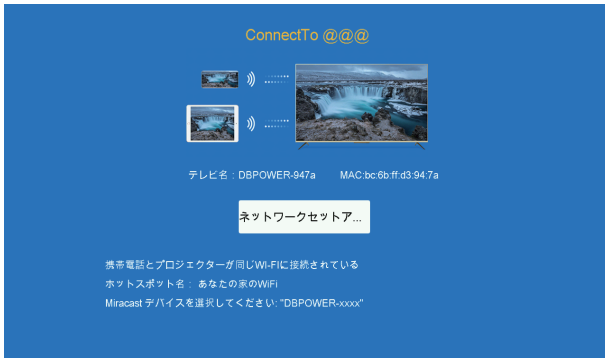 ConnectTo @@@
テレビ名：DBPOWER-947a MAC:bc:6b:ff:d3:94:7a
ネットワークセットア...
携帯電話とプロジェクターが同じWI-FIに接続されている
ホットスポット名： あなたの家のWiFi
Miracast デバイスを選択してください: "DBPOWER-xxxx"